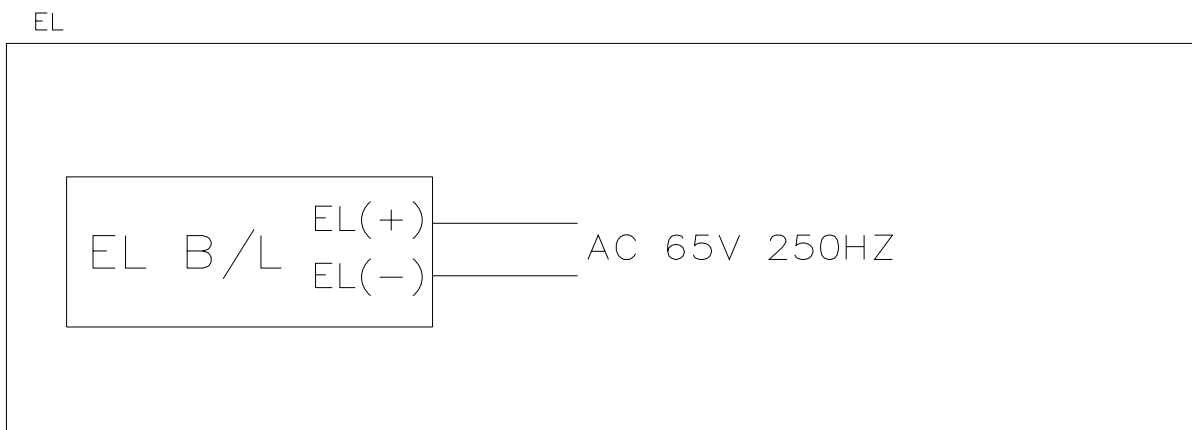 EL
EL B/L
EL(+)
EL(-)
AC 65V 250HZ